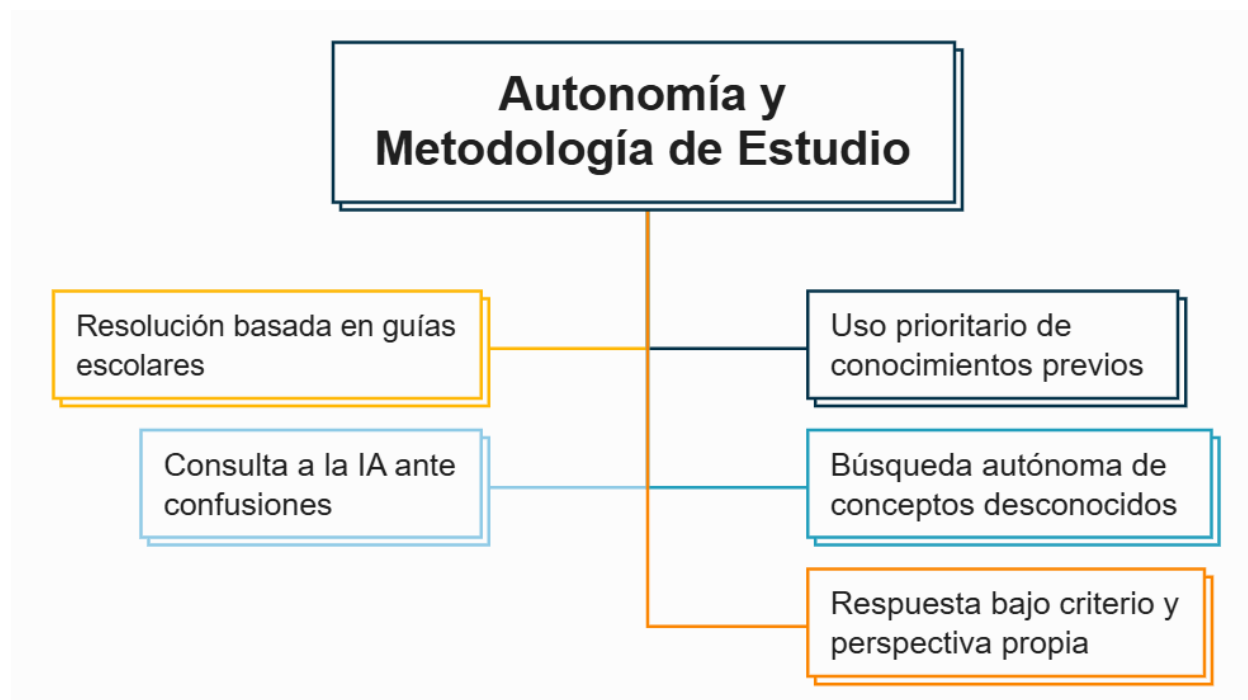 Autonomía y
Metodología de Estudio
Resolución basada en guías
escolares
Uso prioritario de
conocimientos previos
Consulta a la IA ante
confusiones
Búsqueda autónoma de
conceptos desconocidos
Respuesta bajo criterio y
perspectiva propia